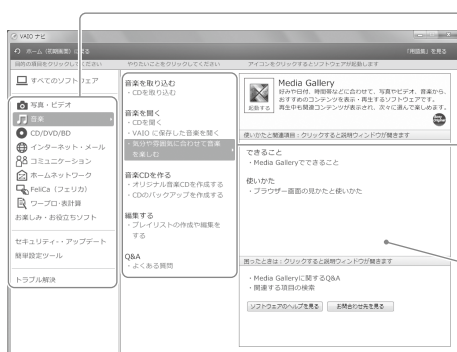 VAIO ナビ
ホーム（初期画面）に戻る
「用語集」を見る
目的の項目をクリックしてください
やりたいことをクリックしてください
アイコンをクリックするとソフトウェアが起動します
すべてのソフトウェア
写真・ビデオ
音楽
CD/DVD/BD
インターネット・メール
コミュニケーション
ホームネットワーク
FeliCa（フェリカ）
ワープロ・表計算
お楽しみ・お役立ちソフト
セキュリティ・・アップデート
簡単設定ツール
トラブル解決
音楽を取り込む
・CDを取り込む
音楽を聞く
・CDを聞く
・VAIO に保存した音楽を聞く
・気分や雰囲気に合わせて音楽
を楽しむ
音楽CDを作る
・オリジナル音楽CDを作成する
・CDのバックアップを作成する
編集する
・プレイリストの作成や編集を
する
Q&A
・よくある質問
起動する
Media Gallery
好みや日付、時間帯などに合わせて、写真やビデオ、音楽から、
おすすめのコンテンツを表示・再生するソフトウェアです。
再生中も関連コンテンツが表示され、次々に選んで楽しめます。
使いかたと関連項目：クリックすると説明ウィンドウが開きます
できること
・Media Galleryでできること
使いかた
・ブラウザー画面の見かたと使いかた
困ったときは：クリックすると説明ウィンドウが開きます
・Media Galleryに関するQ&A
・関連する項目の検索
ソフトウェアのヘルプを見る
お問合わせ先を見る